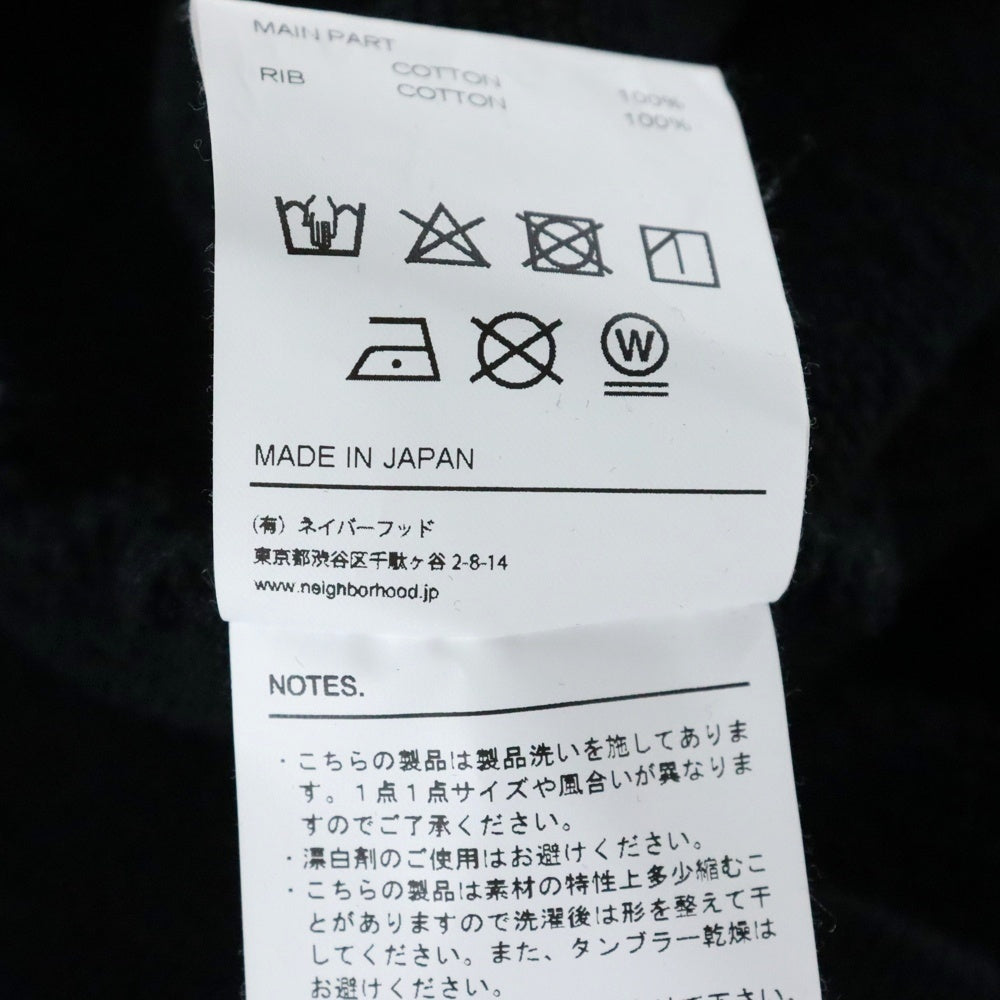 MAIN PART
COTTON 100%
RIB COTTON 100%
W
MADE IN JAPAN
(有) ネイバーフッド
東京都渋谷区千駄ヶ谷 2-8-14
www.neighborhood.jp
NOTES.
・こちらの製品は製品洗いを施してありま
す。1点1点サイズや風合いが異なりま
すのでご了承ください。
・漂白剤のご使用はお避けください。
・こちらの製品は素材の特性上多少縮むこ
とがありますので洗濯後は形を整えて干
してください。また、タンブラー乾燥は
お避けください。
下さい。